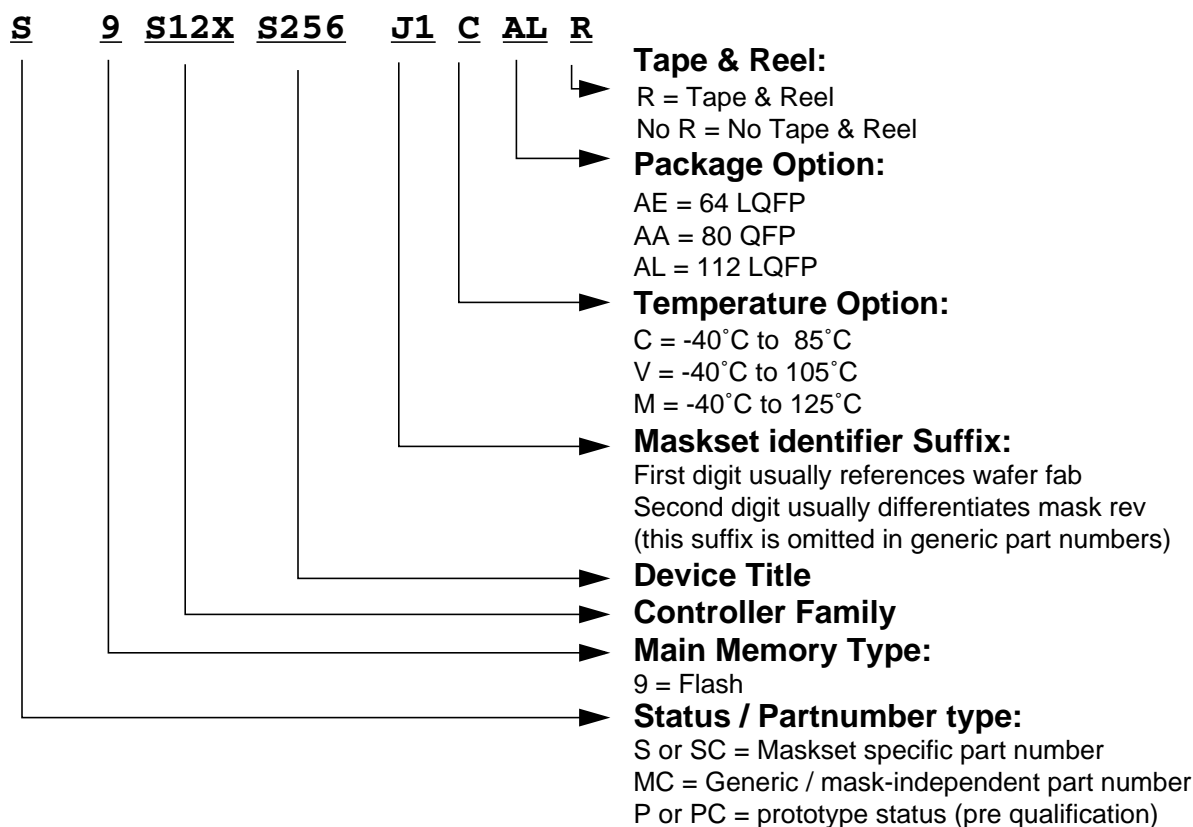 S 9 S12X S256 J1 C AL R
Tape & Reel:
R = Tape & Reel
No R = No Tape & Reel
Package Option:
AE = 64 LQFP
AA = 80 QFP
AL = 112 LQFP
Temperature Option:
C = -40˚C to 85˚C
V = -40˚C to 105˚C
M = -40˚C to 125˚C
Maskset identifier Suffix:
First digit usually references wafer fab
Second digit usually differentiates mask rev
(this suffix is omitted in generic part numbers)
Device Title
Controller Family
Main Memory Type:
9 = Flash
Status / Partnumber type:
S or SC = Maskset specific part number
MC = Generic / mask-independent part number
P or PC = prototype status (pre qualification)